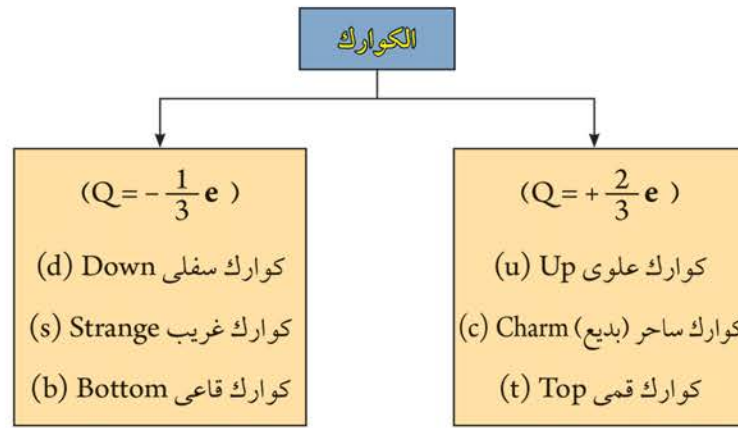 الكوارك
(Q = + 2/3 e )
كوارك علوى Up (u)
كوارك ساحر (بديع) Charm (c)
كوارك قمى Top (t)
(Q = − 1/3 e )
كوارك سفلى Down (d)
كوارك غريب Strange (s)
كوارك قاعى Bottom (b)